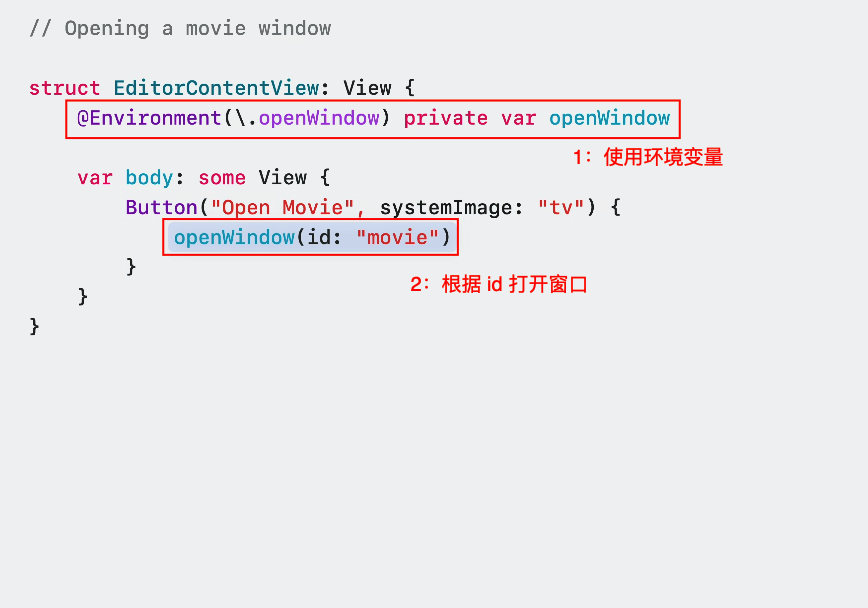 // Opening a movie window
struct EditorContentView: View {
@Environment(\.openWindow) private var openWindow
1：使用环境变量
var body: some View {
Button("Open Movie", systemImage: "tv") {
openWindow(id: "movie")
}
2：根据 id 打开窗口
}
}